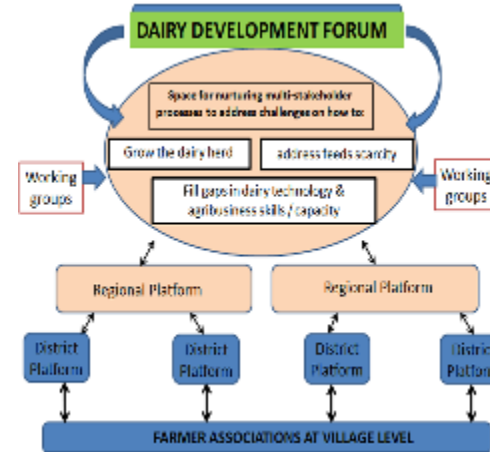 DAIRY DEVELOPMENT FORUM
Space for nurturing multi-stakeholder
processes to address challenges on how to:
Grow the dairy herd
address feeds scarcity
Working
groups
Working
groups
Fill gaps in dairy technology &
agribusiness skills / capacity
Regional Platform
Regional Platform
District
Platform
District
Platform
District
Platform
District
Platform
FARMER ASSOCIATIONS AT VILLAGE LEVEL